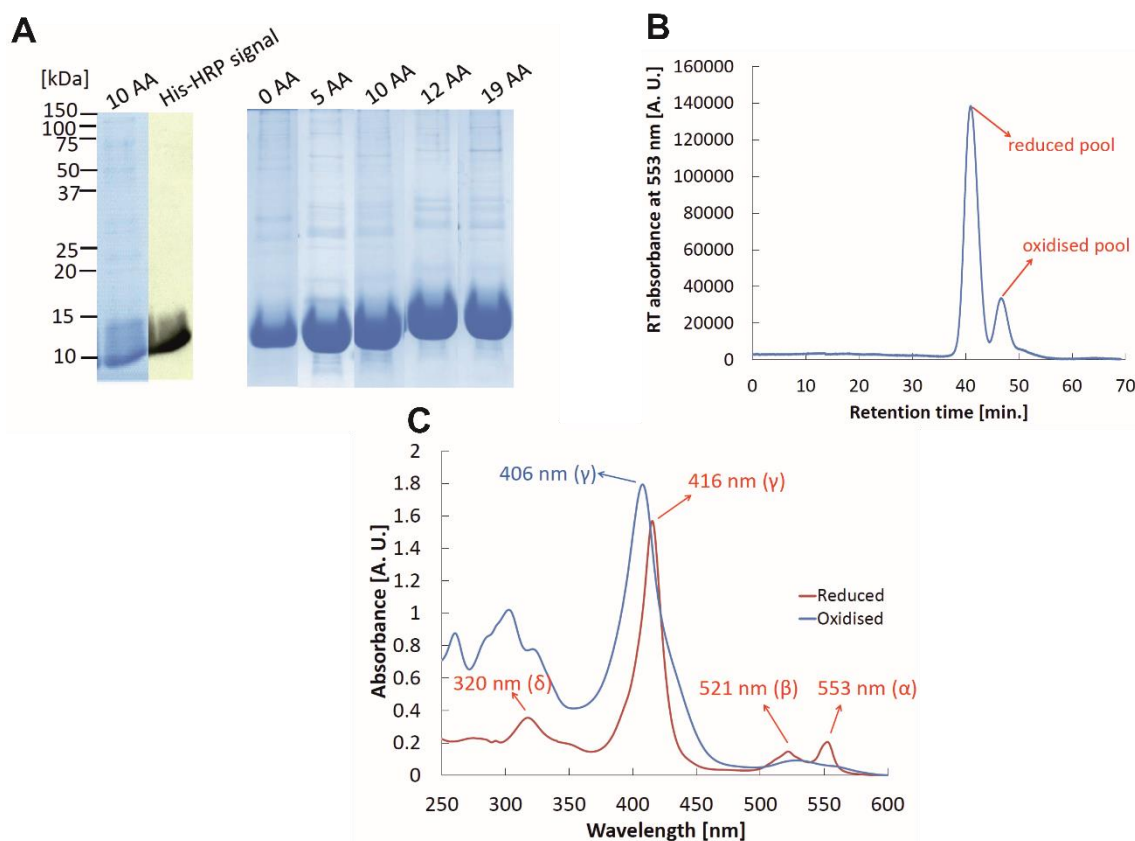 A
[kDa]
10 AA
His-HRP signal
0 AA
5 AA
10 AA
12 AA
19 AA
150
100
75
50
37
25
20
15
10
B
RT absorbance at 553 nm [A. U.]
160000
140000
120000
100000
80000
60000
40000
20000
0
reduced pool
oxidised pool
0 10 20 30 40 50 60 70
Retention time [min.]
C
Absorbance [A. U.]
2
1.8
1.6
1.4
1.2
1
0.8
0.6
0.4
0.2
0
406 nm (γ)
416 nm (γ)
Reduced
Oxidised
320 nm (δ)
521 nm (β)
553 nm (α)
250 300 350 400 450 500 550 600
Wavelength [nm]